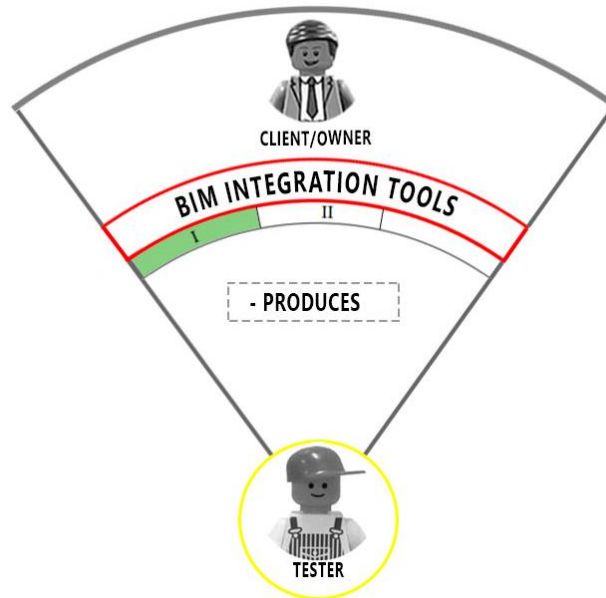 CLIENT/OWNER
BIM INTEGRATION TOOLS
I
II
- PRODUCES
TESTER